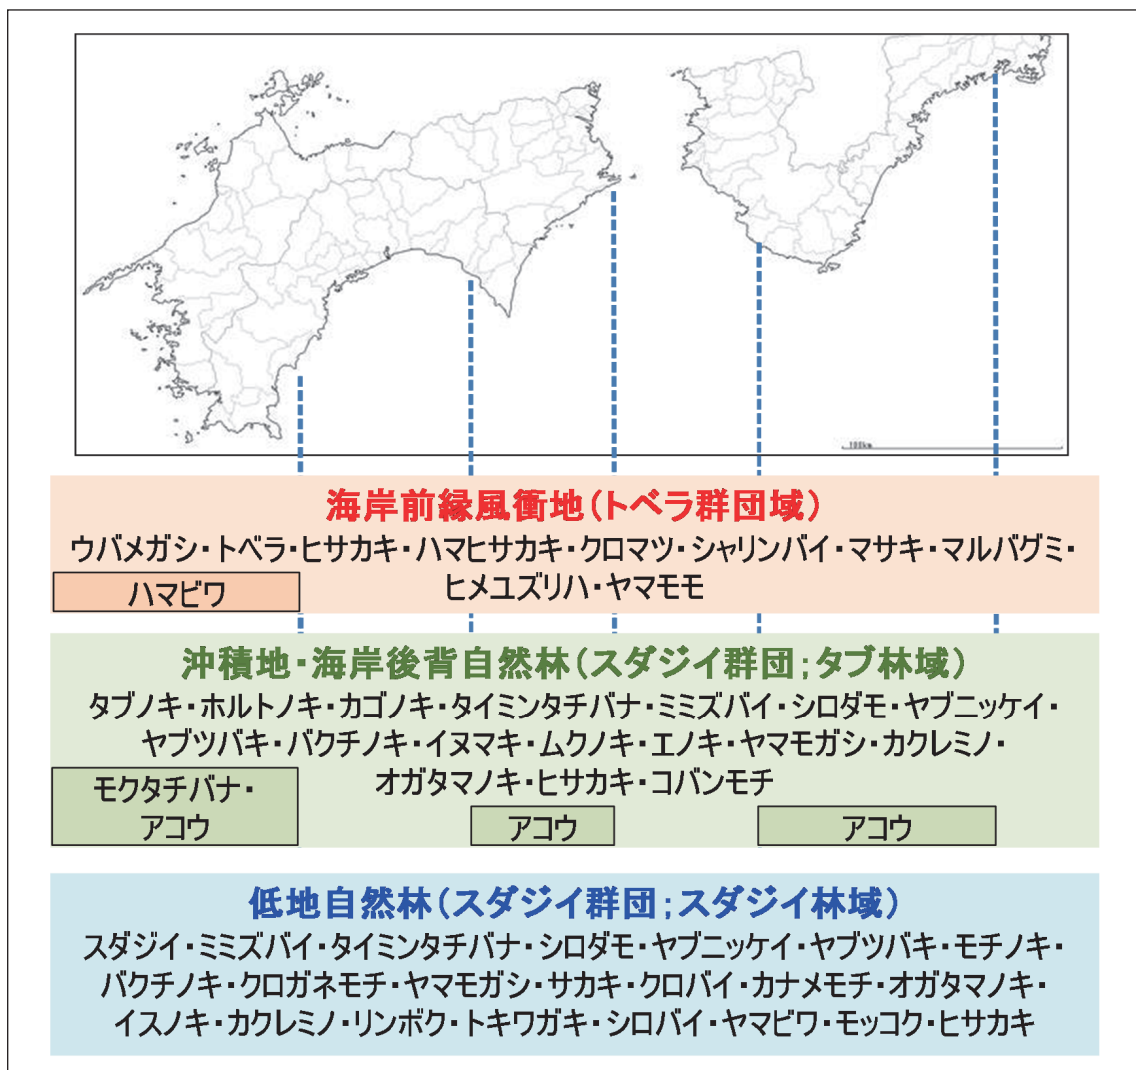 100km
海岸前縁風衝地(トベラ群団域)
ウバメガシ・トベラ・ヒサカキ・ハマヒサカキ・クロマツ・シャリンバイ・マサキ・マルバグミ・
ヒメユズリハ・ヤマモモ
ハマビワ
沖積地・海岸後背自然林(スダジイ群団;タブ林域)
タブノキ・ホルトノキ・カゴノキ・タイミンタチバナ・ミミズバイ・シロダモ・ヤブニッケイ・
ヤブツバキ・バクチノキ・イヌマキ・ムクノキ・エノキ・ヤマモガシ・カクレミノ・
オガタマノキ・ヒサカキ・コバンモチ
モクタチバナ・
アコウ
アコウ
アコウ
低地自然林(スダジイ群団;スダジイ林域)
スダジイ・ミミズバイ・タイミンタチバナ・シロダモ・ヤブニッケイ・ヤブツバキ・モチノキ・
バクチノキ・クロガネモチ・ヤマモガシ・サカキ・クロバイ・カナメモチ・オガタマノキ・
イスノキ・カクレミノ・リンボク・トキワガキ・シロバイ・ヤマビワ・モッコク・ヒサカキ